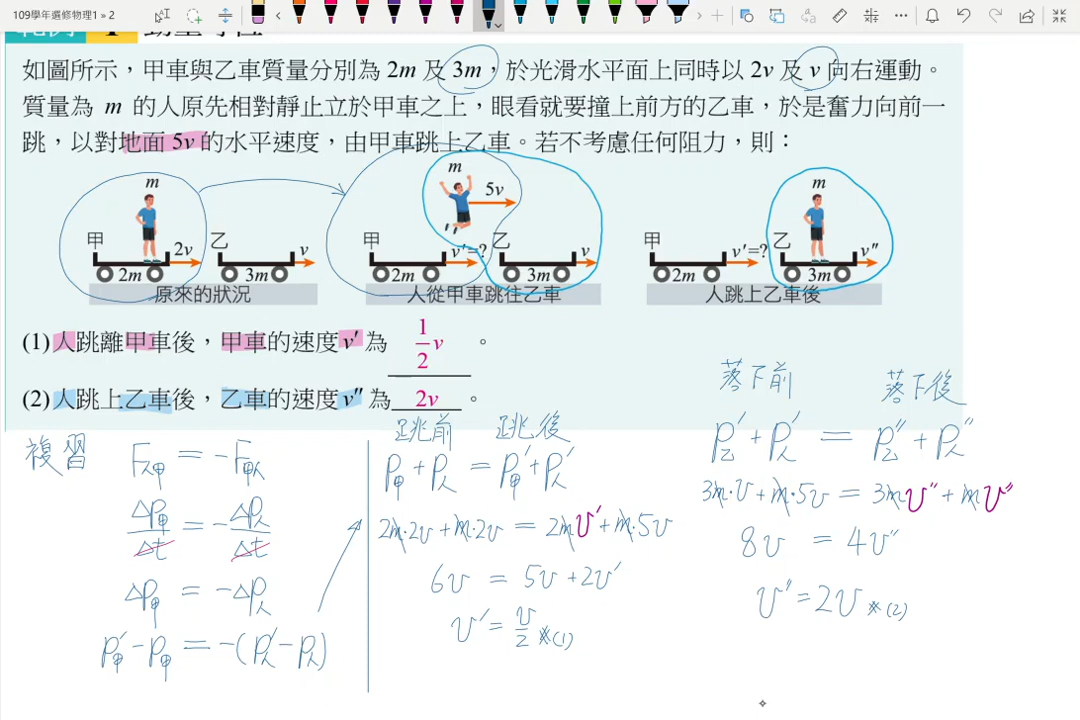 109學年選修物理1 » 2
如圖所示，甲車與乙車質量分別為 2m 及 3m，於光滑水平面上同時以 2v 及 v 向右運動。
質量為 m 的人原先相對靜止立於甲車之上，眼看就要撞上前方的乙車，於是奮力向前一
跳，以對地面 5v 的水平速度，由甲車跳上乙車。若不考慮任何阻力，則：
m
甲 2v 乙 v
2m 3m
原來的狀況
m
5v
甲 v'=? 乙 v
2m 3m
人從甲車跳往乙車
m
甲 v'=? 乙 v"
2m 3m
人跳上乙車後
(1)人跳離甲車後，甲車的速度 v' 為 1/2 v 。
(2)人跳上乙車後，乙車的速度 v" 為 2v 。
複習
F人甲 = -F甲人
ΔP甲/Δt = -ΔP人/Δt
ΔP甲 = -ΔP人
P'甲 - P甲 = -(P'人 - P人)
跳前 跳後
P甲 + P人 = P'甲 + P'人
2m·2v + m·2v = 2mv' + m·5v
6v = 5v + 2v'
v' = v/2 ※(1)
落下前 落下後
P'乙 + P'人 = P"乙 + P"人
3m·v + m·5v = 3mv" + mv"
8v = 4v"
v" = 2v ※(2)